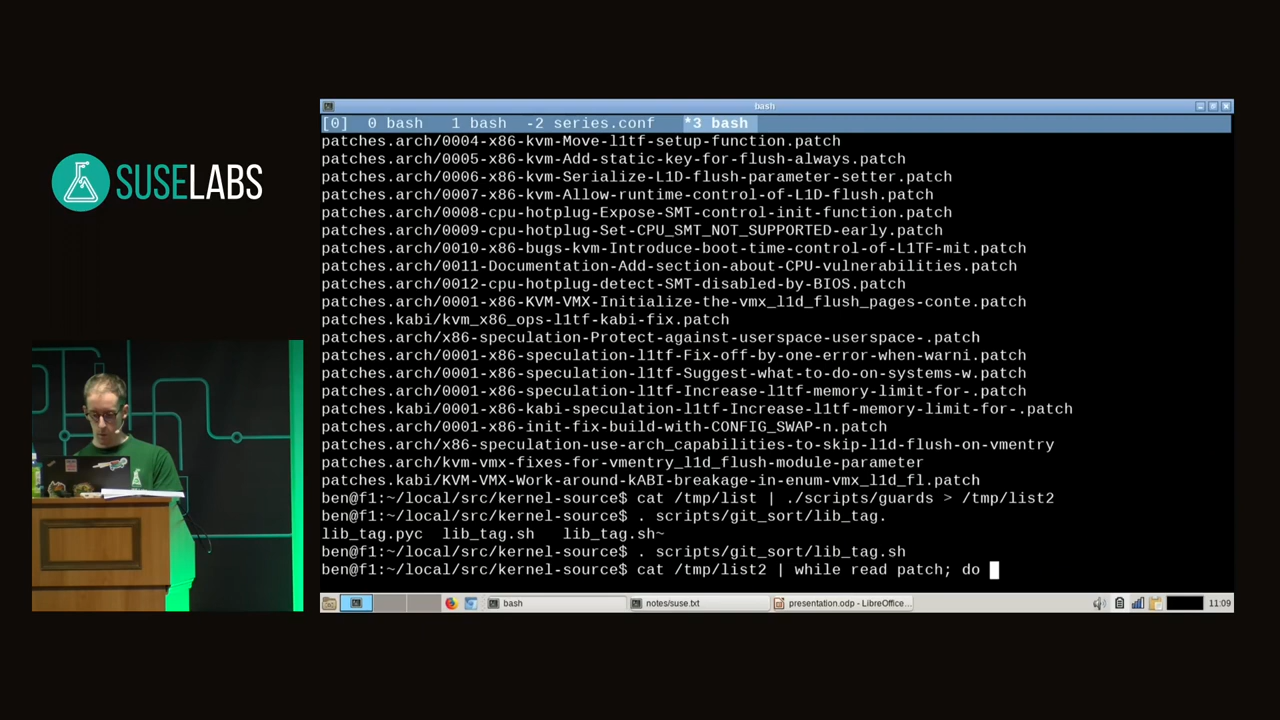 SUSELABS
bash
[0] 0 bash 1 bash -2 series.conf *3 bash
patches.arch/0004-x86-kvm-Move-l1tf-setup-function.patch
patches.arch/0005-x86-kvm-Add-static-key-for-flush-always.patch
patches.arch/0006-x86-kvm-Serialize-L1D-flush-parameter-setter.patch
patches.arch/0007-x86-kvm-Allow-runtime-control-of-L1D-flush.patch
patches.arch/0008-cpu-hotplug-Expose-SMT-control-init-function.patch
patches.arch/0009-cpu-hotplug-Set-CPU_SMT_NOT_SUPPORTED-early.patch
patches.arch/0010-x86-bugs-kvm-Introduce-boot-time-control-of-L1TF-mit.patch
patches.arch/0011-Documentation-Add-section-about-CPU-vulnerabilities.patch
patches.arch/0012-cpu-hotplug-detect-SMT-disabled-by-BIOS.patch
patches.arch/0001-x86-KVM-VMX-Initialize-the-vmx_l1d_flush_pages-conte.patch
patches.kabi/kvm_x86_ops-l1tf-kabi-fix.patch
patches.arch/x86-speculation-Protect-against-userspace-userspace-.patch
patches.arch/0001-x86-speculation-l1tf-Fix-off-by-one-error-when-warni.patch
patches.arch/0001-x86-speculation-l1tf-Suggest-what-to-do-on-systems-w.patch
patches.arch/0001-x86-speculation-l1tf-Increase-l1tf-memory-limit-for-.patch
patches.kabi/0001-x86-kabi-speculation-l1tf-Increase-l1tf-memory-limit-for-.patch
patches.arch/0001-x86-init-fix-build-with-CONFIG_SWAP-n.patch
patches.arch/x86-speculation-use-arch_capabilities-to-skip-l1d-flush-on-vmentry
patches.arch/kvm-vmx-fixes-for-vmentry_l1d_flush-module-parameter
patches.kabi/KVM-VMX-Work-around-kABI-breakage-in-enum-vmx_l1d_fl.patch
ben@f1:~/local/src/kernel-source$ cat /tmp/list | ./scripts/guards > /tmp/list2
ben@f1:~/local/src/kernel-source$ . scripts/git_sort/lib_tag.
lib_tag.pyc lib_tag.sh lib_tag.sh~
ben@f1:~/local/src/kernel-source$ . scripts/git_sort/lib_tag.sh
ben@f1:~/local/src/kernel-source$ cat /tmp/list2 | while read patch; do
bash notes/suse.txt presentation.odp - LibreOffice... 11:09